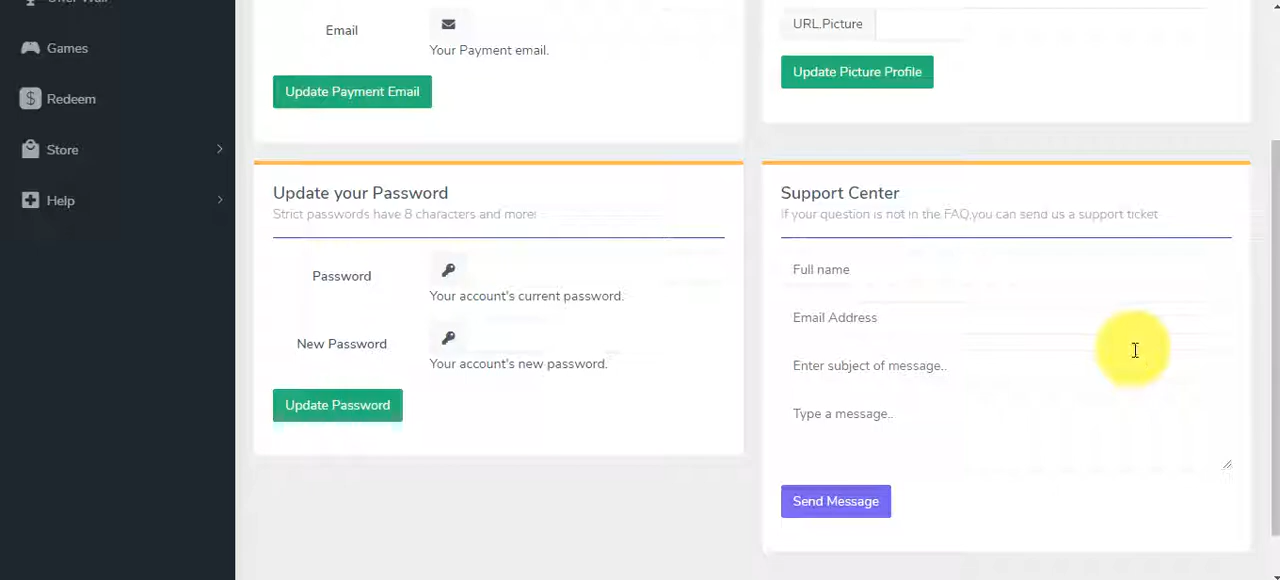 Games
Redeem
Store
Help
Email
Your Payment email.
Update Payment Email
URL.Picture
Update Picture Profile
Update your Password
Strict passwords have 8 characters and more!
Password
Your account's current password.
New Password
Your account's new password.
Update Password
Support Center
If your question is not in the FAQ,you can send us a support ticket
Full name
Email Address
Enter subject of message..
Type a message..
Send Message